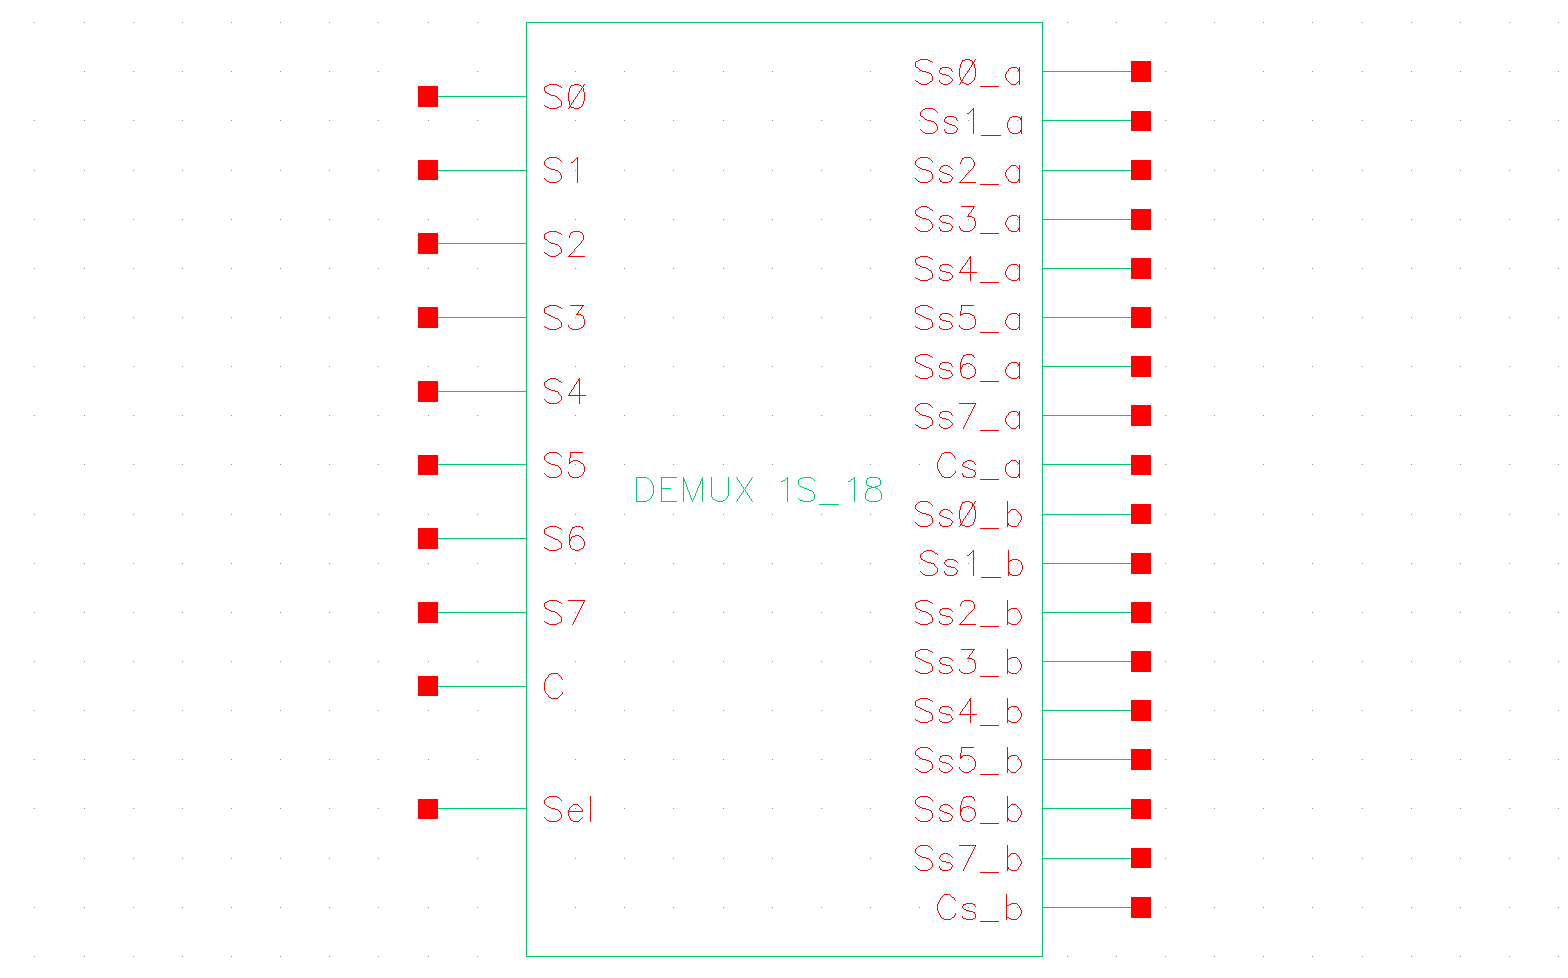 S0
S1
S2
S3
S4
S5
S6
S7
C
Sel
DEMUX 1S_18
Ss0_a
Ss1_a
Ss2_a
Ss3_a
Ss4_a
Ss5_a
Ss6_a
Ss7_a
Cs_a
Ss0_b
Ss1_b
Ss2_b
Ss3_b
Ss4_b
Ss5_b
Ss6_b
Ss7_b
Cs_b